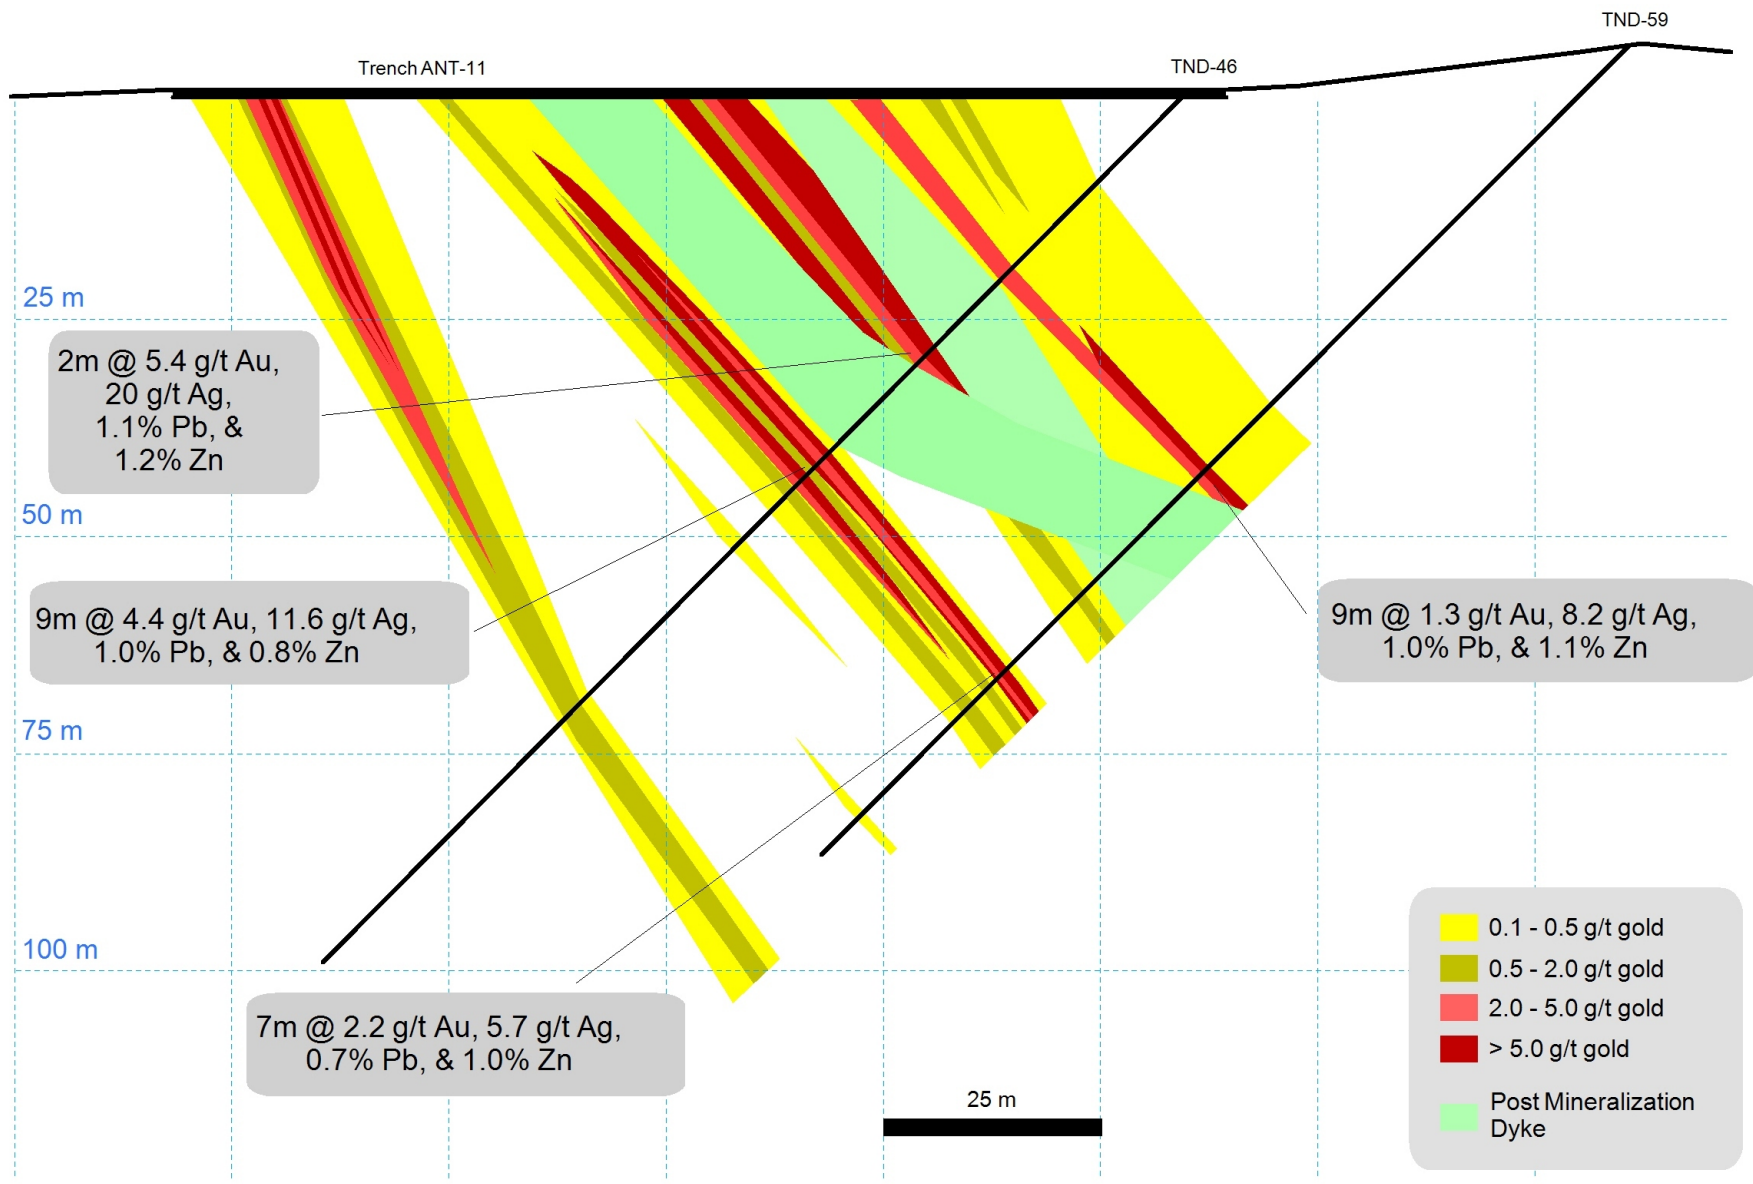 TND-59
Trench ANT-11
TND-46
25 m
2m @ 5.4 g/t Au,
20 g/t Ag,
1.1% Pb, &
1.2% Zn
50 m
9m @ 4.4 g/t Au, 11.6 g/t Ag,
1.0% Pb, & 0.8% Zn
9m @ 1.3 g/t Au, 8.2 g/t Ag,
1.0% Pb, & 1.1% Zn
75 m
100 m
7m @ 2.2 g/t Au, 5.7 g/t Ag,
0.7% Pb, & 1.0% Zn
25 m
0.1 - 0.5 g/t gold
0.5 - 2.0 g/t gold
2.0 - 5.0 g/t gold
> 5.0 g/t gold
Post Mineralization
Dyke